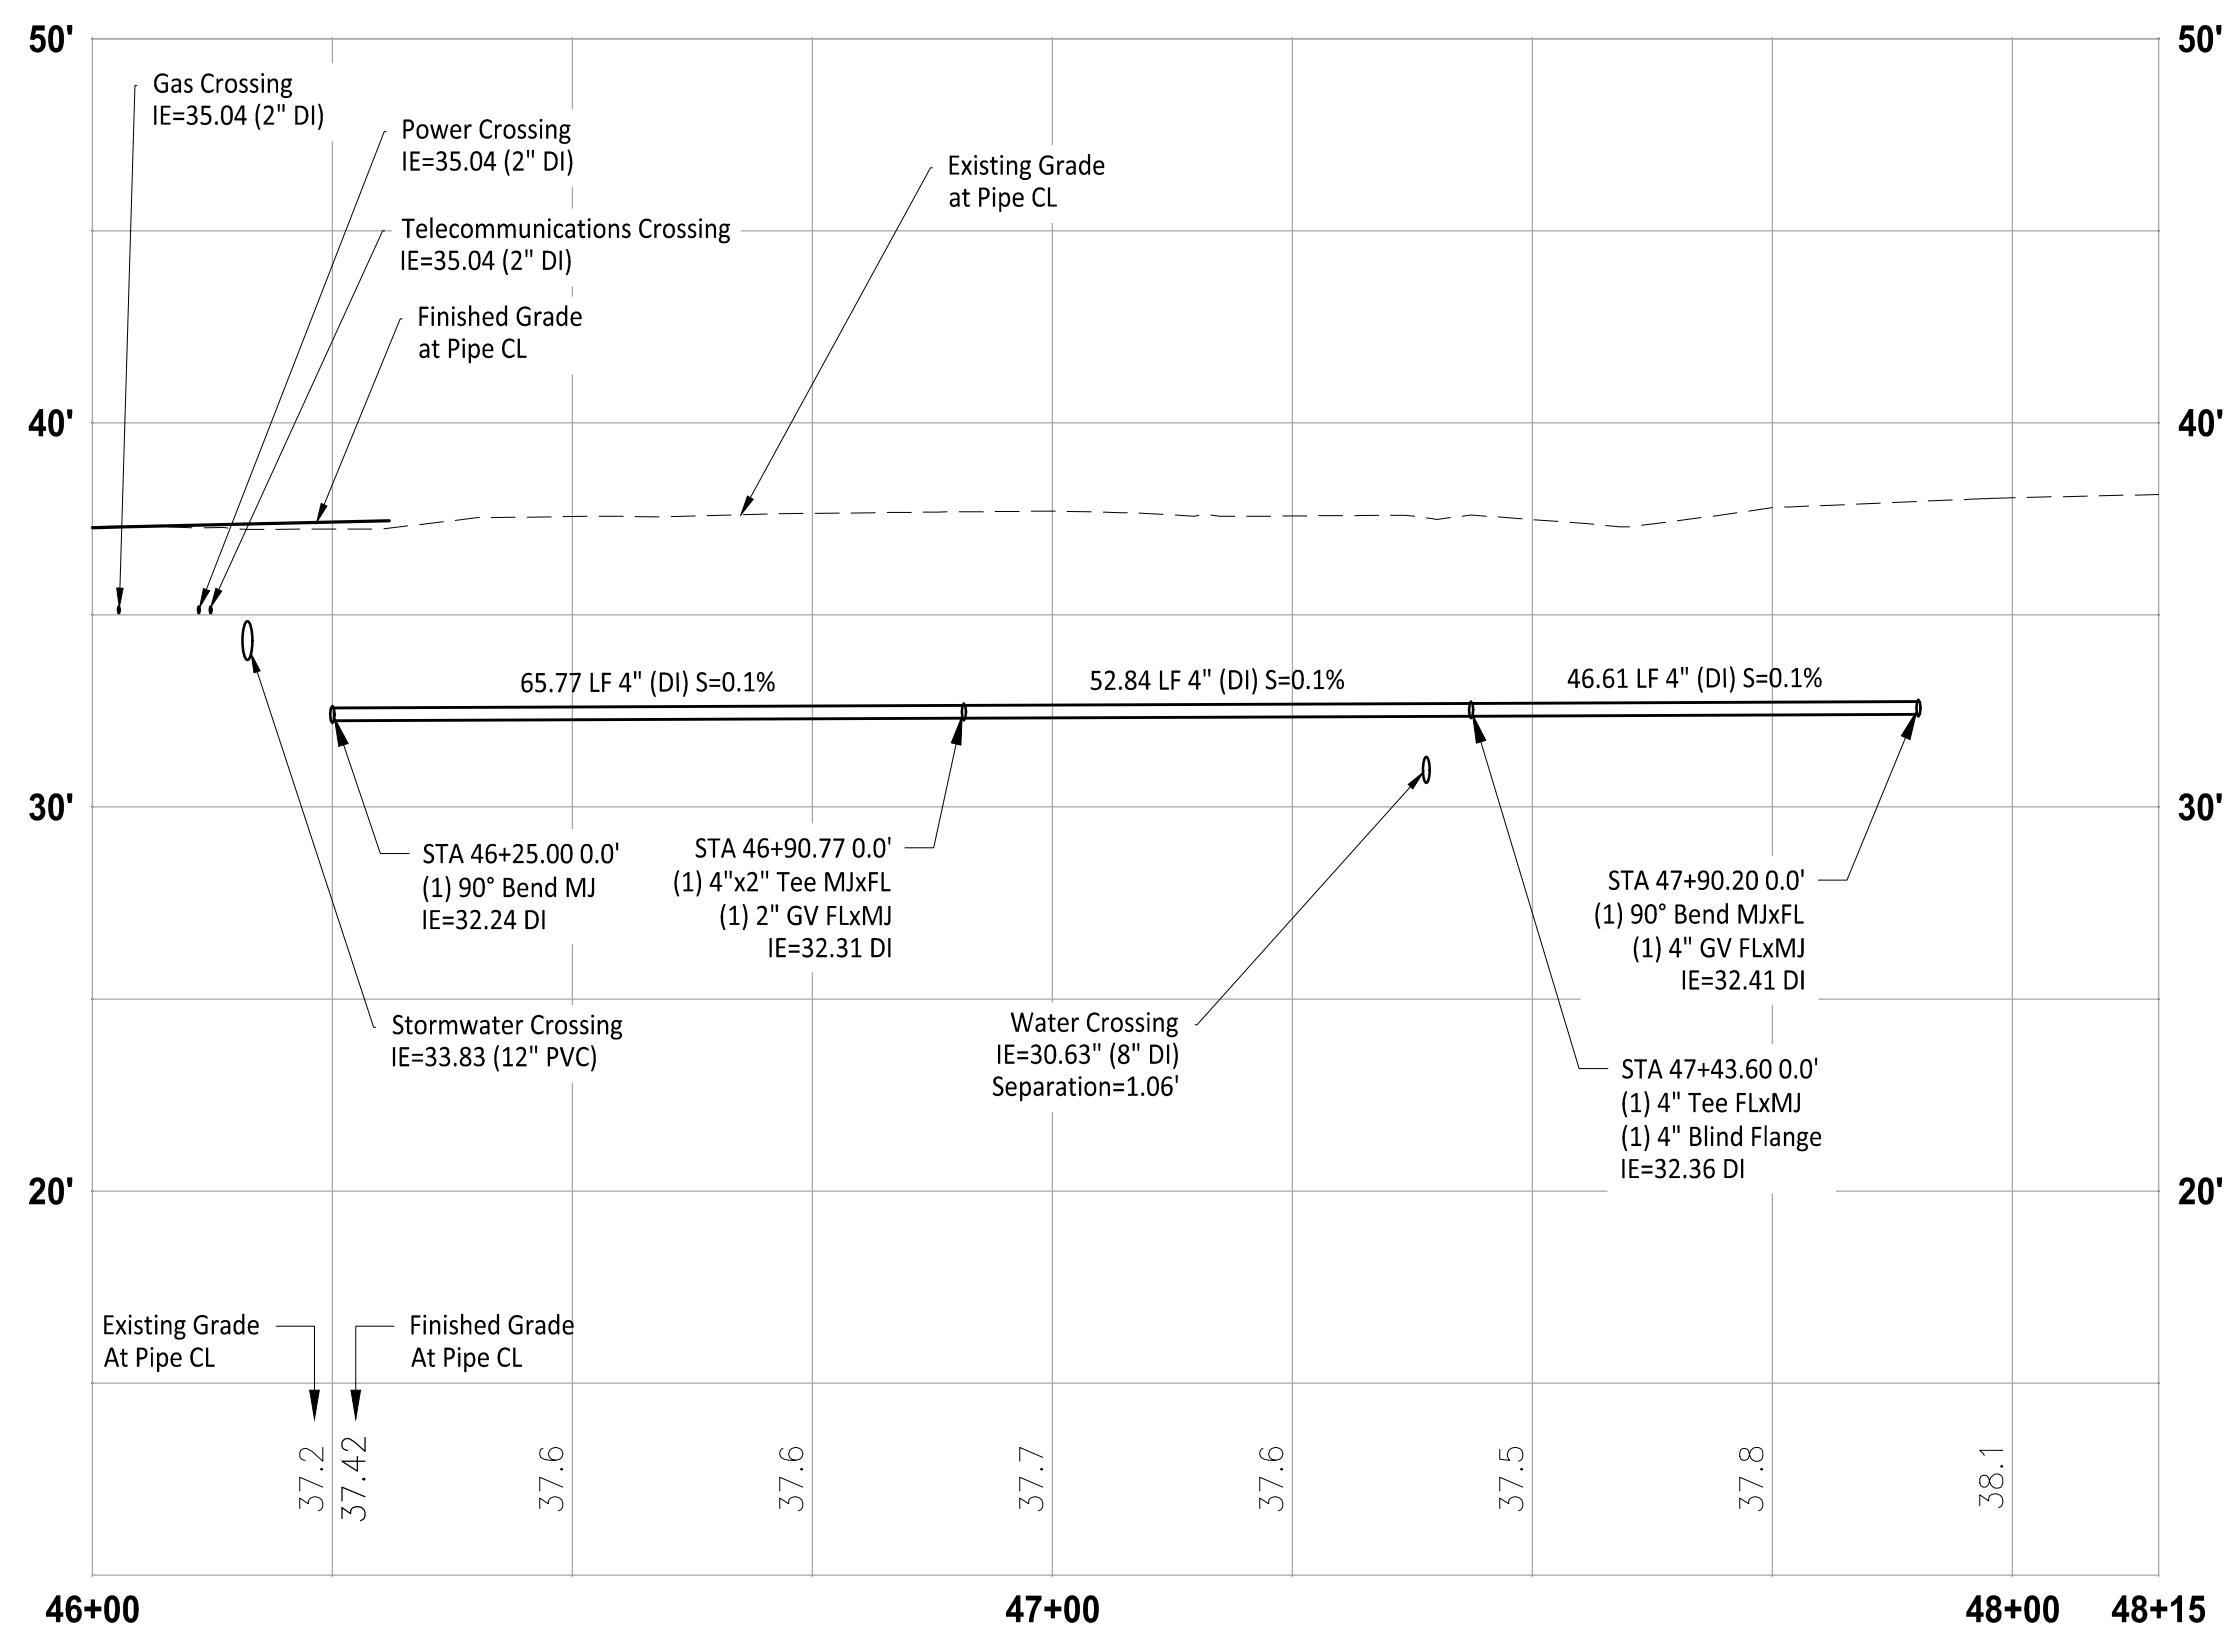 50'
50'
Gas Crossing
IE=35.04 (2" DI)
Power Crossing
IE=35.04 (2" DI)
Existing Grade
at Pipe CL
Telecommunications Crossing
IE=35.04 (2" DI)
Finished Grade
at Pipe CL
40'
40'
65.77 LF 4" (DI) S=0.1%
52.84 LF 4" (DI) S=0.1%
46.61 LF 4" (DI) S=0.1%
30'
30'
STA 46+25.00 0.0'
(1) 90° Bend MJ
IE=32.24 DI
STA 46+90.77 0.0'
(1) 4"x2" Tee MJxFL
(1) 2" GV FLxMJ
IE=32.31 DI
STA 47+90.20 0.0'
(1) 90° Bend MJxFL
(1) 4" GV FLxMJ
IE=32.41 DI
Stormwater Crossing
IE=33.83 (12" PVC)
Water Crossing
IE=30.63" (8" DI)
Separation=1.06'
STA 47+43.60 0.0'
(1) 4" Tee FLxMJ
(1) 4" Blind Flange
IE=32.36 DI
20'
20'
Existing Grade
At Pipe CL
Finished Grade
At Pipe CL
37.2
37.42
37.6
37.6
37.7
37.6
37.5
37.8
38.1
46+00
47+00
48+00
48+15